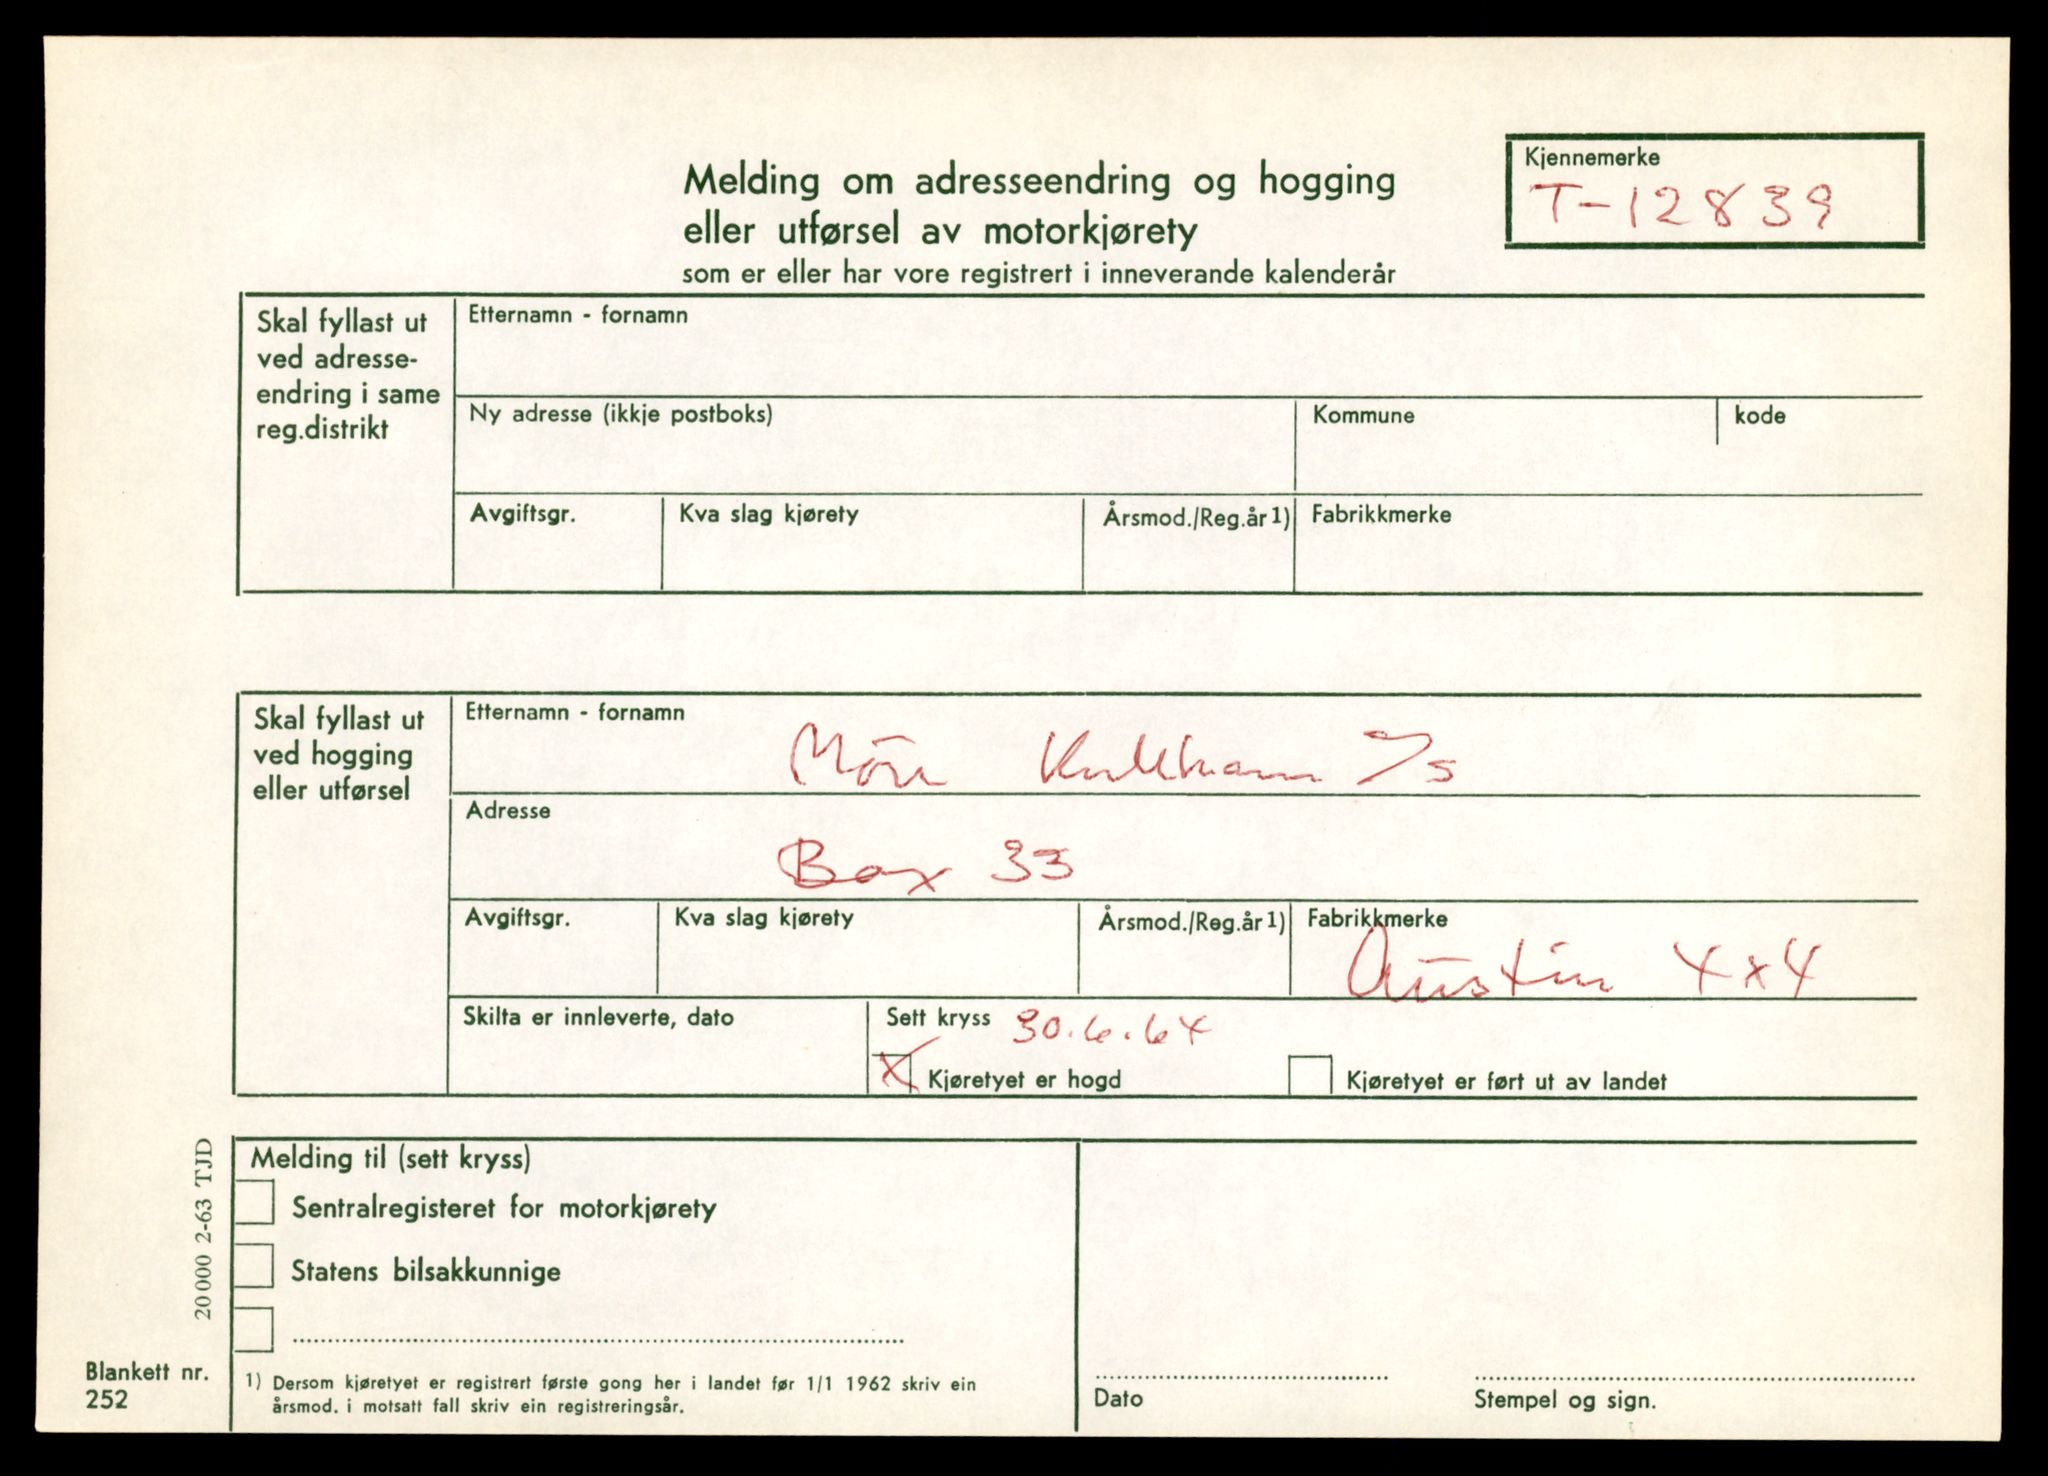 Kjennemerke
T-12839
Melding om adresseendring og hogging
eller utførsel av motorkjørety
som er eller har vore registrert i inneverande kalenderår
Skal fyllast ut
ved adresse-
endring i same
reg.distrikt
Etternamn - fornamn
Ny adresse (ikkje postboks)
Kommune
kode
Avgiftsgr.
Kva slag kjørety
Årsmod./Reg.år 1)
Fabrikkmerke
Skal fyllast ut
ved hogging
eller utførsel
Etternamn - fornamn
Möre
Adresse
Box 33
Avgiftsgr.
Kva slag kjørety
Årsmod./Reg.år 1)
Fabrikkmerke
Austin 4x4
Skilta er innleverte, dato
Sett kryss 30.6.64
X Kjøretyet er hogd
Kjøretyet er ført ut av landet
20000 2-63 TJD
Melding til (sett kryss)
Sentralregisteret for motorkjørety
Statens bilsakkunnige
Blankett nr.
252
1) Dersom kjøretyet er registrert første gong her i landet før 1/1 1962 skriv ein
årsmod. i motsatt fall skriv ein registreringsår.
Dato
Stempel og sign.